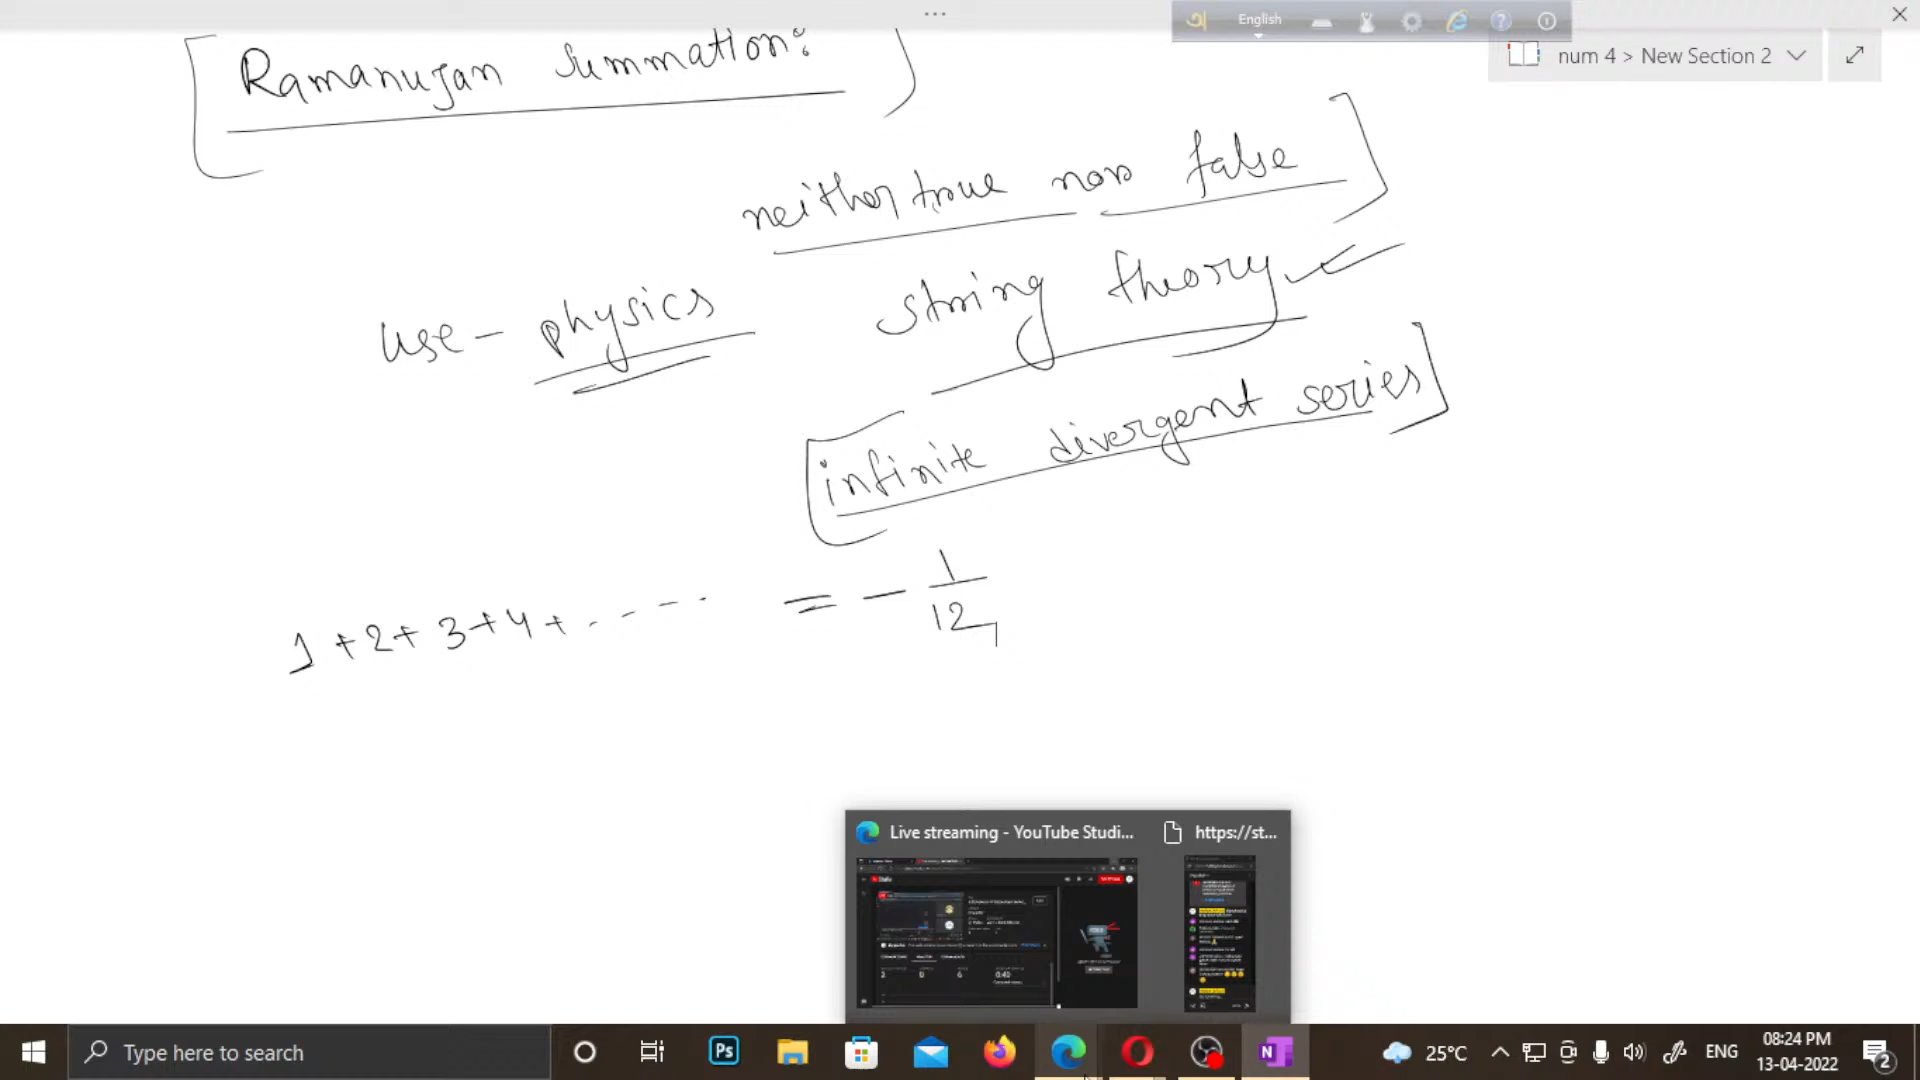 English
num 4 > New Section 2
Ramanujan Summation:
neither true nor false
use - physics string theory
infinite divergent series
1 + 2 + 3 + 4 + ....... = - 1/12
Live streaming - YouTube Studi...
https://st...
Type here to search
Ps
N
25°C
ENG
08:24 PM
13-04-2022
2